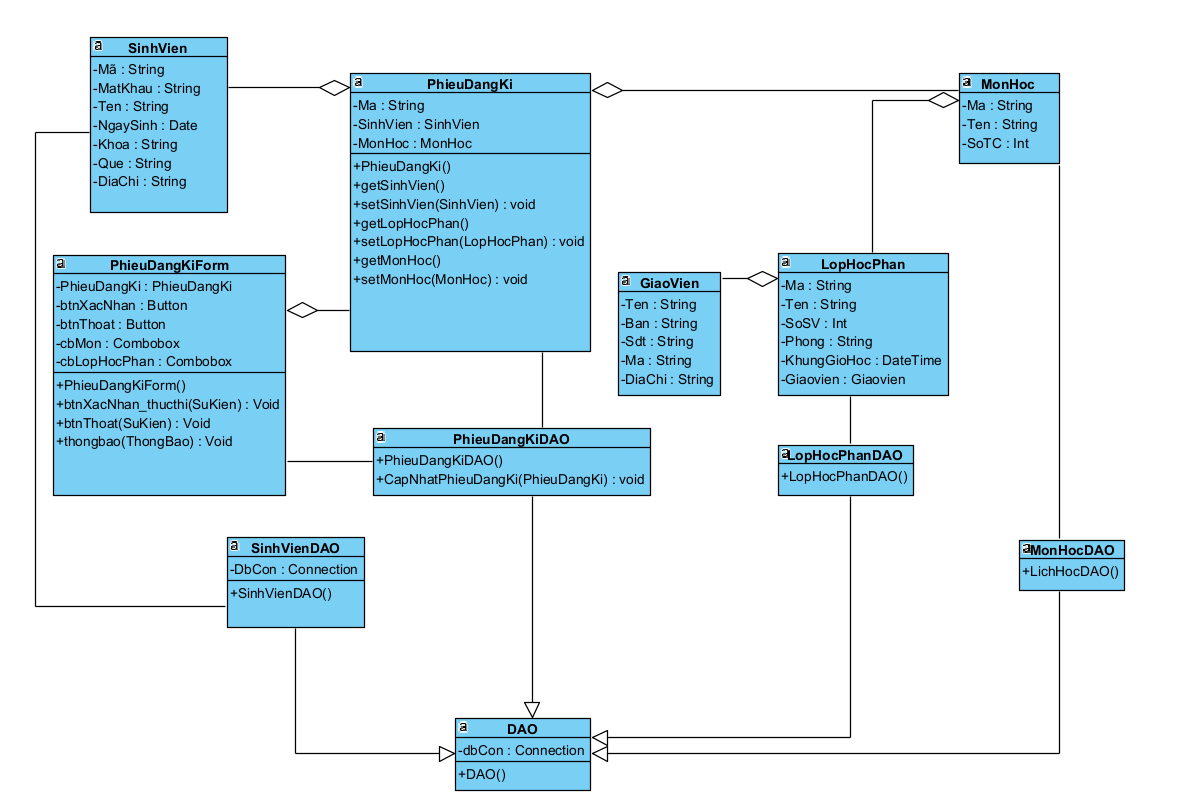 SinhVien
-Mã : String
-MatKhau : String
-Ten : String
-NgaySinh : Date
-Khoa : String
-Que : String
-DiaChi : String
PhieuDangKi
-Ma : String
-SinhVien : SinhVien
-MonHoc : MonHoc
+PhieuDangKi()
+getSinhVien()
+setSinhVien(SinhVien) : void
+getLopHocPhan()
+setLopHocPhan(LopHocPhan) : void
+getMonHoc()
+setMonHoc(MonHoc) : void
MonHoc
-Ma : String
-Ten : String
-SoTC : Int
PhieuDangKiForm
-PhieuDangKi : PhieuDangKi
-btnXacNhan : Button
-btnThoat : Button
-cbMon : Combobox
-cbLopHocPhan : Combobox
+PhieuDangKiForm()
+btnXacNhan_thucthi(SuKien) : Void
+btnThoat(SuKien) : Void
+thongbao(ThongBao) : Void
GiaoVien
-Ten : String
-Ban : String
-Sdt : String
-Ma : String
-DiaChi : String
LopHocPhan
-Ma : String
-Ten : String
-SoSV : Int
-Phong : String
-KhungGioHoc : DateTime
-Giaovien : Giaovien
PhieuDangKiDAO
+PhieuDangKiDAO()
+CapNhatPhieuDangKi(PhieuDangKi) : void
LopHocPhanDAO
+LopHocPhanDAO()
SinhVienDAO
-DbCon : Connection
+SinhVienDAO()
MonHocDAO
+LichHocDAO()
DAO
-dbCon : Connection
+DAO()